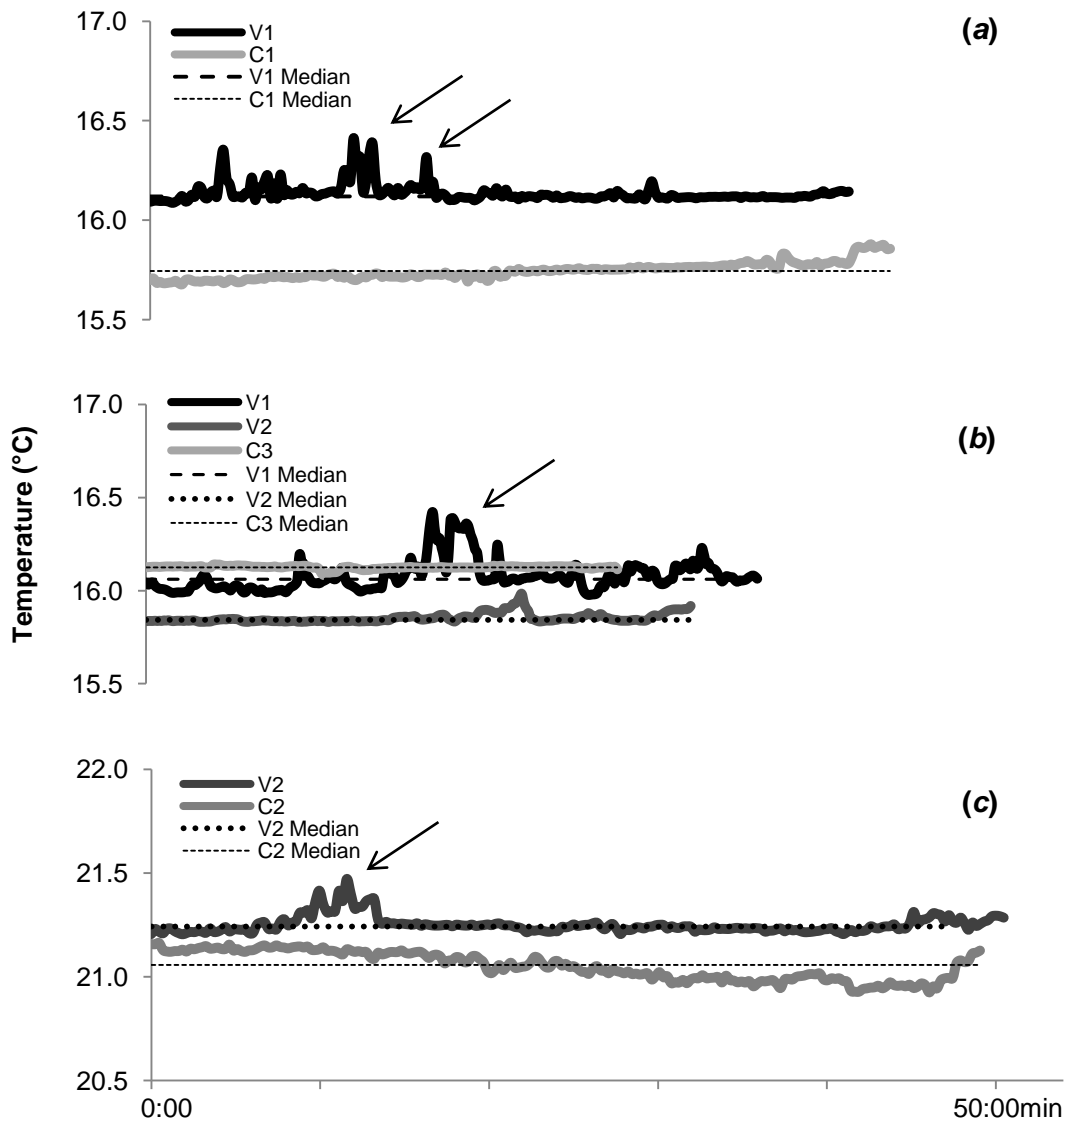 17.0
16.5
16.0
15.5
V1
C1
V1 Median
C1 Median
(a)
Temperature (°C)
17.0
16.5
16.0
15.5
V1
V2
C3
V1 Median
V2 Median
C3 Median
(b)
22.0
21.5
21.0
20.5
V2
C2
V2 Median
C2 Median
(c)
0:00
50:00min